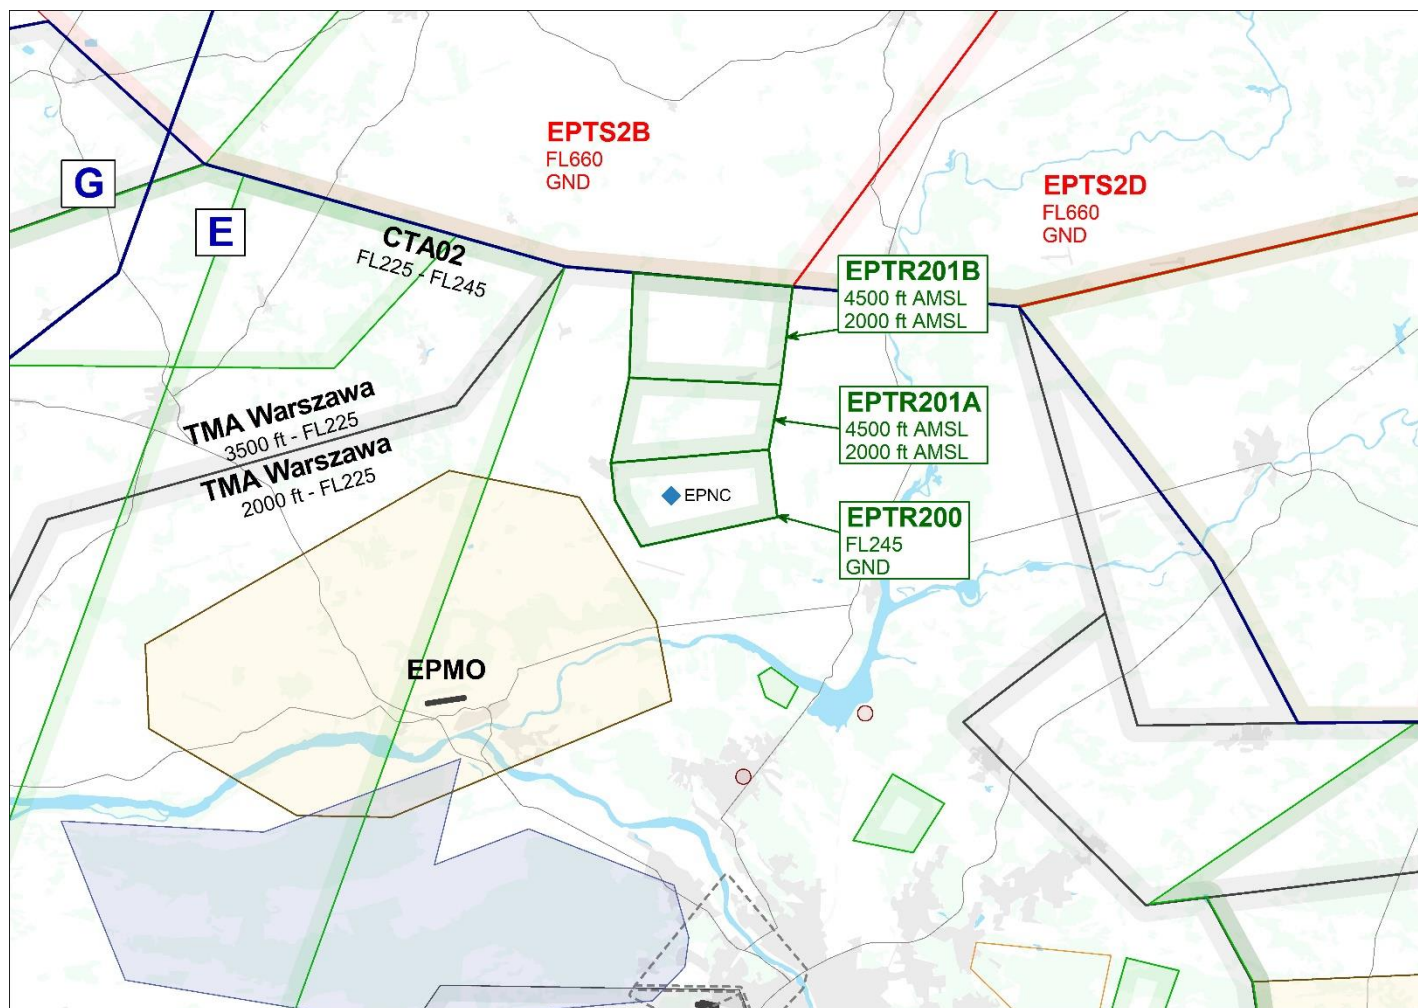 EPTS2B
FL660
GND
G
EPTS2D
FL660
GND
E
CTA02
FL225 - FL245
EPTR201B
4500 ft AMSL
2000 ft AMSL
TMA Warszawa
3500 ft - FL225
TMA Warszawa
2000 ft - FL225
EPTR201A
4500 ft AMSL
2000 ft AMSL
EPNC
EPTR200
FL245
GND
EPMO